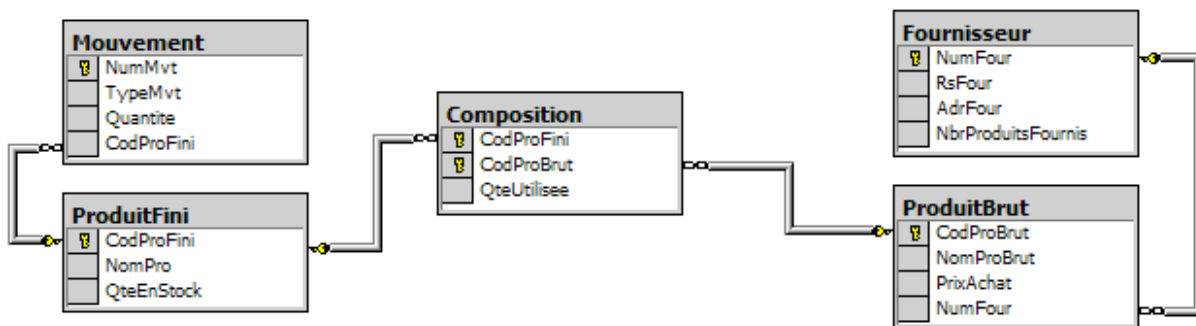 Mouvement
NumMvt
TypeMvt
Quantite
CodProFini
ProduitFini
CodProFini
NomPro
QteEnStock
Composition
CodProFini
CodProBrut
QteUtilisee
Fournisseur
NumFour
RsFour
AdrFour
NbrProduitsFournis
ProduitBrut
CodProBrut
NomProBrut
PrixAchat
NumFour